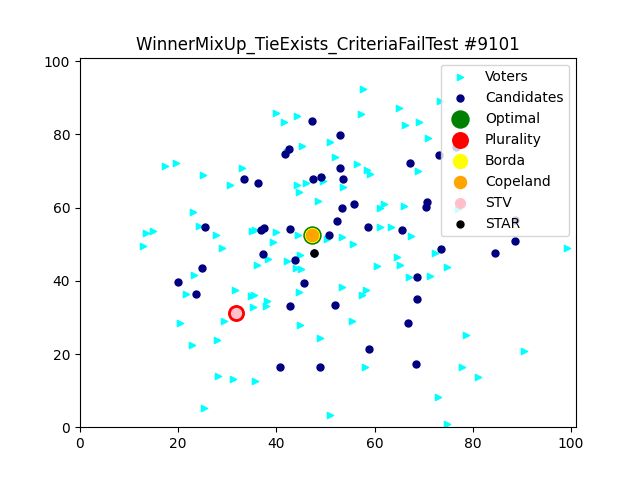 WinnerMixUp_TieExists_CriteriaFailTest #9101
100
80
60
40
20
0
0
20
40
60
80
100
Voters
Candidates
Optimal
Plurality
Borda
Copeland
STV
STAR